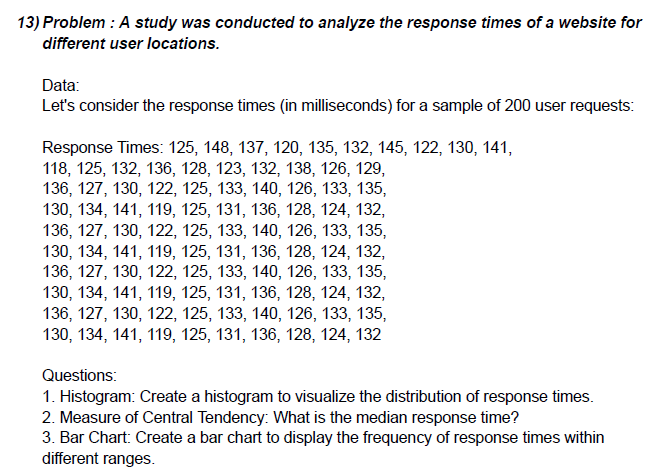 13) Problem : A study was conducted to analyze the response times of a website for
different user locations.
Data:
Let's consider the response times (in milliseconds) for a sample of 200 user requests:
Response Times: 125, 148, 137, 120, 135, 132, 145, 122, 130, 141,
118, 125, 132, 136, 128, 123, 132, 138, 126, 129,
136, 127, 130, 122, 125, 133, 140, 126, 133, 135,
130, 134, 141, 119, 125, 131, 136, 128, 124, 132,
136, 127, 130, 122, 125, 133, 140, 126, 133, 135,
130, 134, 141, 119, 125, 131, 136, 128, 124, 132,
136, 127, 130, 122, 125, 133, 140, 126, 133, 135,
130, 134, 141, 119, 125, 131, 136, 128, 124, 132,
136, 127, 130, 122, 125, 133, 140, 126, 133, 135,
130, 134, 141, 119, 125, 131, 136, 128, 124, 132
Questions:
1. Histogram: Create a histogram to visualize the distribution of response times.
2. Measure of Central Tendency: What is the median response time?
3. Bar Chart: Create a bar chart to display the frequency of response times within
different ranges.